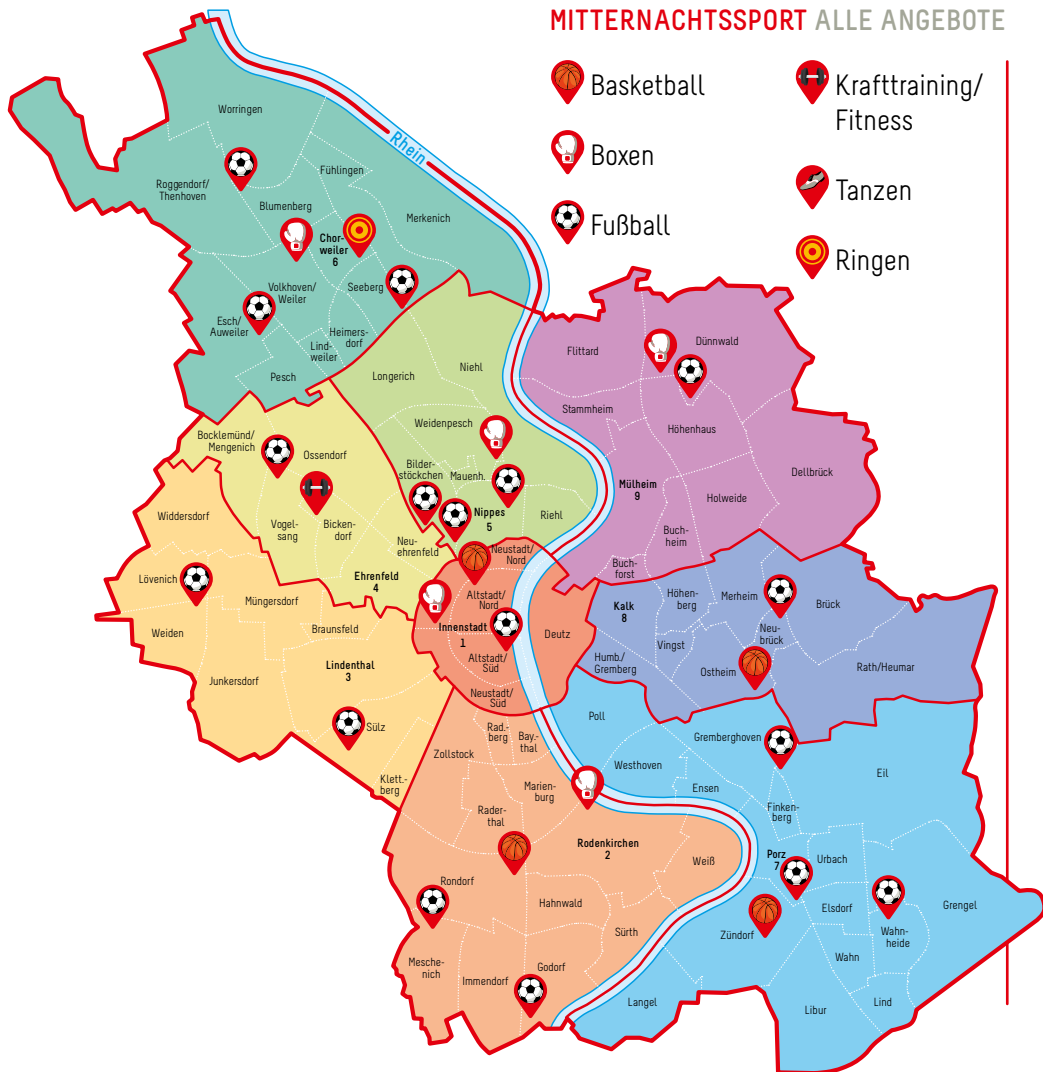 MITTERNACHTSSPORT ALLE ANGEBOTE
Basketball
Boxen
Fußball
Krafttraining/
Fitness
Tanzen
Ringen
Rhein
Worringen
Roggendorf/
Thenhoven
Fühlingen
Blumenberg
Merkenich
Chor-
weiler
6
Volkhoven/
Weiler
Seeberg
Esch/
Auweiler
Heimers-
dorf
Lind-
weiler
Pesch
Longerich
Niehl
Weidenpesch
Bilder-
stöckchen
Mauenh.
Nippes
5
Riehl
Flittard
Dünnwald
Stammheim
Höhenhaus
Dellbrück
Mülheim
9
Holweide
Buch-
heim
Buch-
forst
Bocklemünd/
Mengenich
Ossendorf
Vogel-
sang
Bicken-
dorf
Neu-
ehrenfeld
Ehrenfeld
4
Widdersdorf
Lövenich
Müngersdorf
Weiden
Braunsfeld
Junkersdorf
Lindenthal
3
Sülz
Klett.-
berg
Neustadt/
Nord
Altstadt/
Nord
Innenstadt
1
Deutz
Altstadt/
Süd
Neustadt/
Süd
Kalk
8
Höhen-
berg
Merheim
Brück
Neu-
brück
Vingst
Humb./
Gremberg
Ostheim
Rath/Heumar
Zollstock
Rad.-
berg
Bay.-
thal
Marien-
burg
Rader-
thal
Rodenkirchen
2
Weiß
Rondorf
Hahnwald
Sürth
Mesche-
nich
Immendorf
Godorf
Poll
Westhoven
Gremberghoven
Ensen
Eil
Finken-
berg
Porz
7
Urbach
Elsdorf
Grengel
Zündorf
Wahn-
heide
Wahn
Langel
Libur
Lind